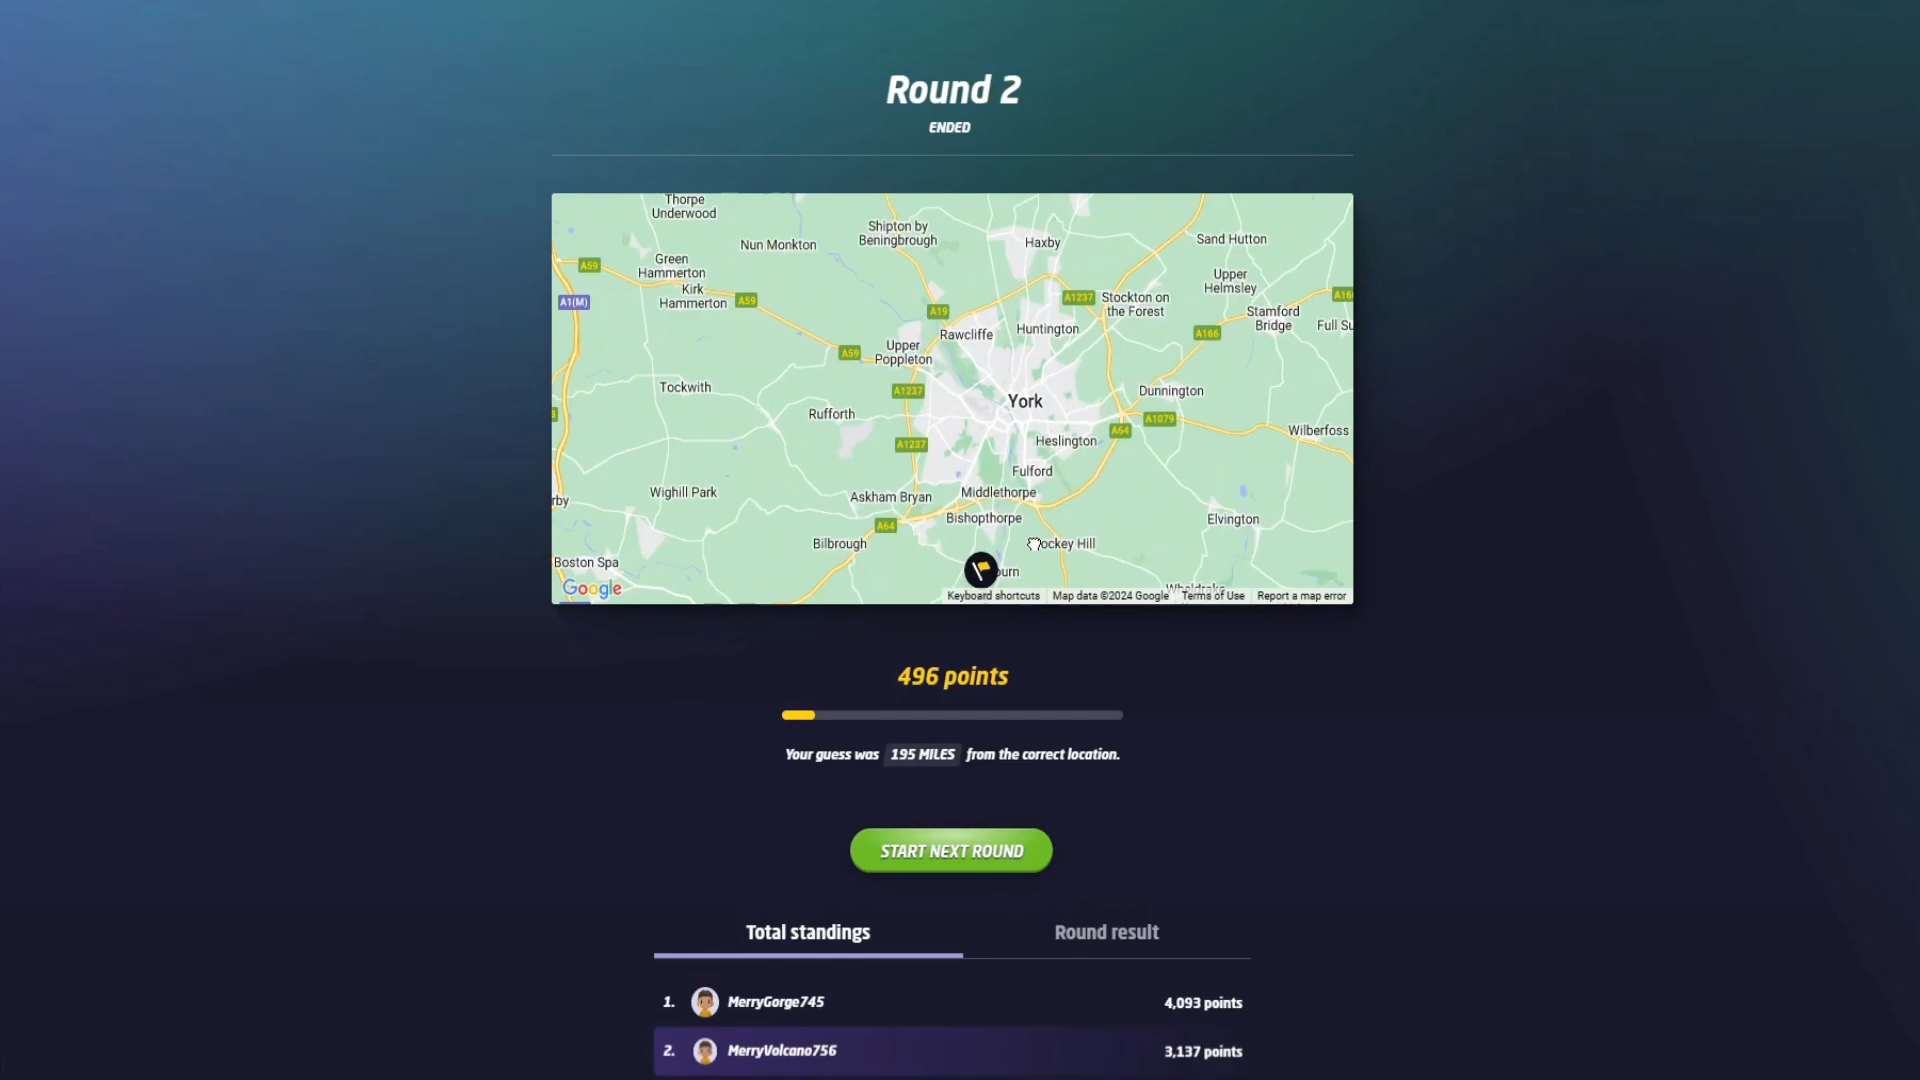 Round 2
ENDED
Thorpe
Underwood
Nun Monkton
Shipton by
Beningbrough
Haxby
Sand Hutton
Green
Hammerton
A59
Kirk
Hammerton
A59
A1(M)
A19
A1237
Stockton on
the Forest
Upper
Helmsley
A16
Stamford
Bridge
Full Su
Rawcliffe
Huntington
A166
Upper
Poppleton
A59
Tockwith
A1237
York
Dunnington
Rufforth
A1079
A64
Wilberfoss
Heslington
A1237
Fulford
Wighill Park
Askham Bryan
Middlethorpe
rby
A64
Bishopthorpe
Elvington
Bilbrough
ockey Hill
Boston Spa
urn
Wheldrake
Google
Keyboard shortcuts
Map data ©2024 Google
Terms of Use
Report a map error
496 points
Your guess was 195 MILES from the correct location.
START NEXT ROUND
Total standings
Round result
1. MerryGorge745 4,093 points
2. MerryVolcano756 3,137 points